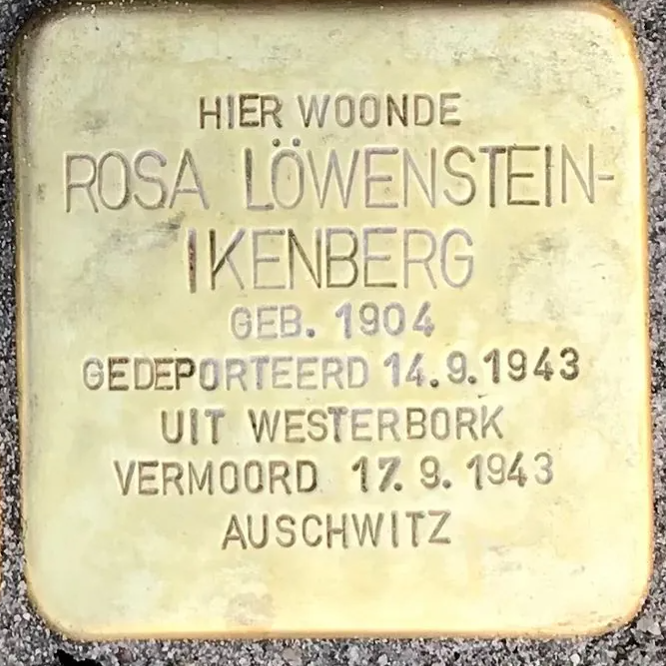 HIER WOONDE
ROSA LÖWENSTEIN-
IKENBERG
GEB. 1904
GEDEPORTEERD 14.9.1943
UIT WESTERBORK
VERMOORD 17.9.1943
AUSCHWITZ